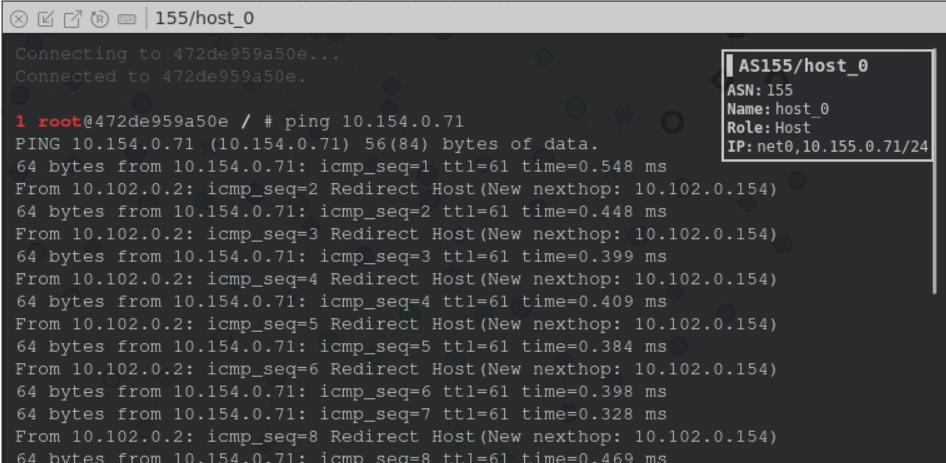 155/host_0
Connecting to 472de959a50e...
Connected to 472de959a50e.
AS155/host_0
ASN: 155
Name: host_0
Role: Host
IP: net0,10.155.0.71/24
1 root@472de959a50e / # ping 10.154.0.71
PING 10.154.0.71 (10.154.0.71) 56(84) bytes of data.
64 bytes from 10.154.0.71: icmp_seq=1 ttl=61 time=0.548 ms
From 10.102.0.2: icmp_seq=2 Redirect Host(New nexthop: 10.102.0.154)
64 bytes from 10.154.0.71: icmp_seq=2 ttl=61 time=0.448 ms
From 10.102.0.2: icmp_seq=3 Redirect Host(New nexthop: 10.102.0.154)
64 bytes from 10.154.0.71: icmp_seq=3 ttl=61 time=0.399 ms
From 10.102.0.2: icmp_seq=4 Redirect Host(New nexthop: 10.102.0.154)
64 bytes from 10.154.0.71: icmp_seq=4 ttl=61 time=0.409 ms
From 10.102.0.2: icmp_seq=5 Redirect Host(New nexthop: 10.102.0.154)
64 bytes from 10.154.0.71: icmp_seq=5 ttl=61 time=0.384 ms
From 10.102.0.2: icmp_seq=6 Redirect Host(New nexthop: 10.102.0.154)
64 bytes from 10.154.0.71: icmp_seq=6 ttl=61 time=0.398 ms
64 bytes from 10.154.0.71: icmp_seq=7 ttl=61 time=0.328 ms
From 10.102.0.2: icmp_seq=8 Redirect Host(New nexthop: 10.102.0.154)
64 bytes from 10.154.0.71: icmp_seq=8 ttl=61 time=0.469 ms